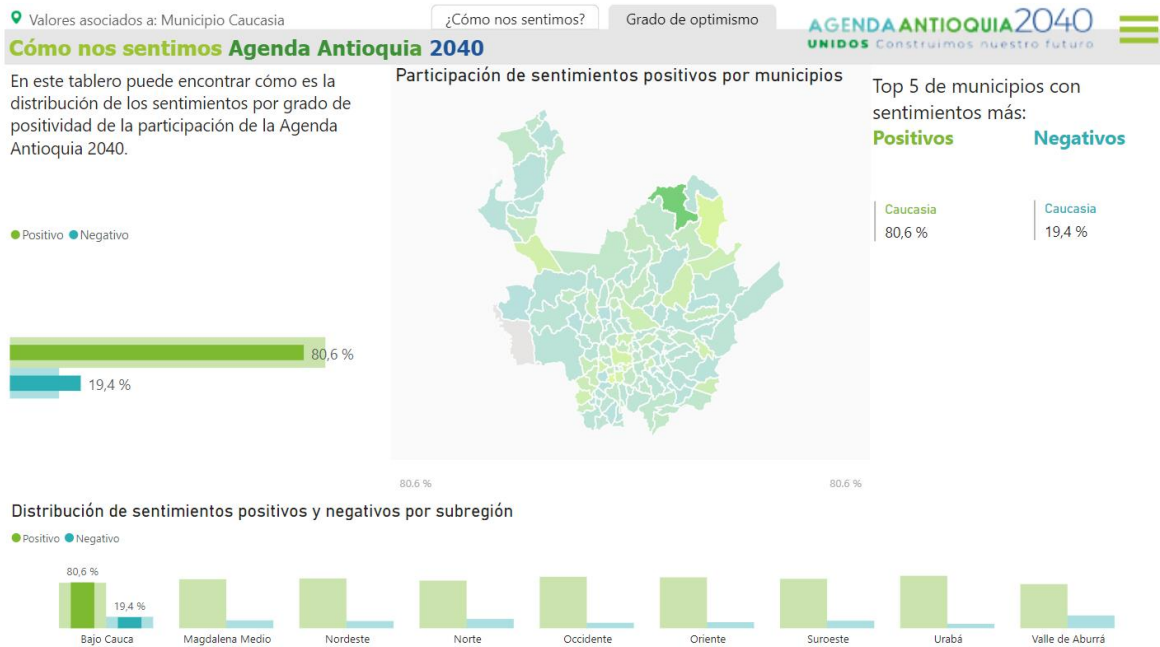 Valores asociados a: Municipio Caucasia
¿Cómo nos sentimos?
Grado de optimismo
AGENDA ANTIOQUIA 2040
UNIDOS Construimos nuestro futuro
Cómo nos sentimos Agenda Antioquia 2040
En este tablero puede encontrar cómo es la
distribución de los sentimientos por grado de
positividad de la participación de la Agenda
Antioquia 2040.
Positivo Negativo
80,6 %
19,4 %
Participación de sentimientos positivos por municipios
80.6 %
80.6 %
Top 5 de municipios con
sentimientos más:
Positivos
Negativos
Caucasia
80,6 %
Caucasia
19,4 %
Distribución de sentimientos positivos y negativos por subregión
Positivo Negativo
80,6 %
19,4 %
Bajo Cauca
Magdalena Medio
Nordeste
Norte
Occidente
Oriente
Suroeste
Urabá
Valle de Aburrá